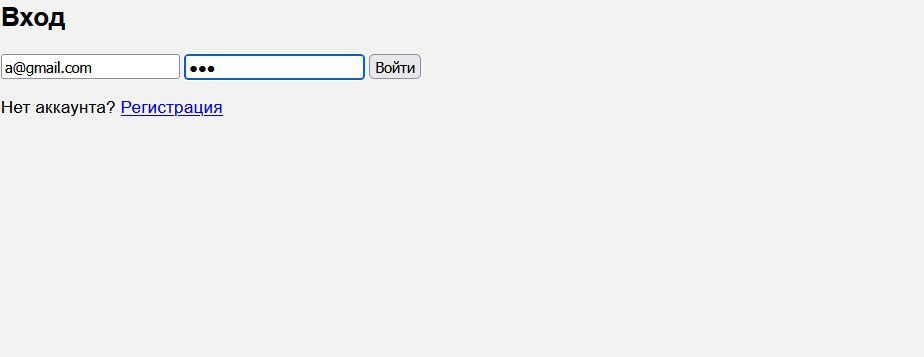 Вход
a@gmail.com ●●● Войти
Нет аккаунта? Регистрация